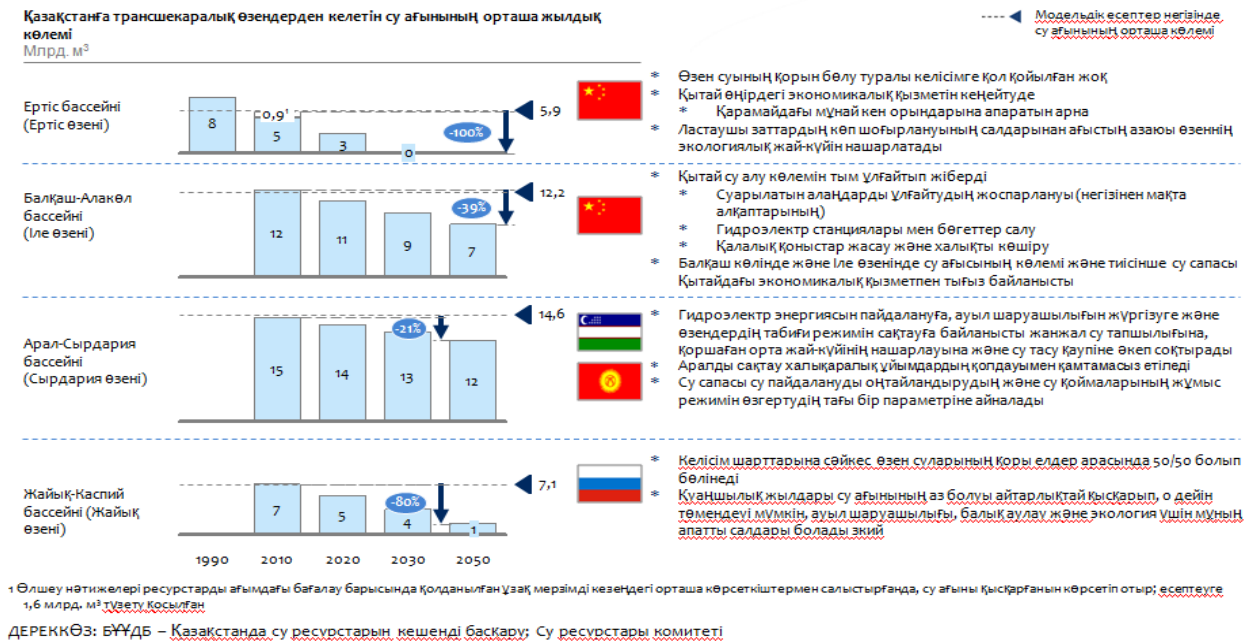 Қазақстанға трансшекаралық өзендерден келетін су ағынының орташа жылдық
көлемі
Млрд. м³
Модельдік есептер негізінде
су ағынының орташа көлемі
Ертіс бассейні
(Ертіс өзені)
8
0,9¹
5
3
0
-100%
5,9
* Өзен суының қорын бөлу туралы келісімге қол қойылған жоқ
* Қытай өңірдегі экономикалық қызметін кеңейтуде
* Қарамайдағы мұнай кен орындарына апаратын арна
* Ластаушы заттардың көп шоғырлануының салдарынан ағыстың азаюы өзеннің
экологиялық жай-күйін нашарлатады
Балқаш-Алакөл
бассейні
(Іле өзені)
12
11
9
7
-39%
12,2
* Қытай су алу көлемін тым ұлғайтып жіберді
* Суарылатын алаңдарды ұлғайтудың жоспарлануы (негізінен мақта
алқаптарының)
* Гидроэлектр станциялары мен бөгеттер салу
* Қалалық қоныстар жасау және халықты көшіру
* Балқаш көлінде және Іле өзенінде су ағысының көлемі және тиісінше су сапасы
Қытайдағы экономикалық қызметпен тығыз байланысты
Арал-Сырдария
бассейні
(Сырдария өзені)
15
14
13
12
-21%
14,6
* Гидроэлектр энергиясын пайдалануға, ауыл шаруашылығын жүргізуге және
өзендердің табиғи режимін сақтауға байланысты жанжал су тапшылығына,
қоршаған орта жай-күйінің нашарлауына және су тасу қаупіне әкеп соқтырады
* Аралды сақтау халықаралық ұйымдардың қолдауымен қамтамасыз етіледі
* Су сапасы су пайдалануды оңтайландырудың және су қоймаларының жұмыс
режимін өзгертудің тағы бір параметріне айналады
Жайық-Каспий
бассейні (Жайық
өзені)
7
5
4
1
-80%
7,1
* Келісім шарттарына сәйкес өзен суларының қоры елдер арасында 50/50 болып
бөлінеді
* Қуаңшылық жылдары су ағынының аз болуы айтарлықтай қысқарып, 0 дейін
төмендеуі мүмкін, ауыл шаруашылығы, балық аулау және экология үшін мұның
апатты салдары болады зкий
1990 2010 2020 2030 2050
1 Өлшеу нәтижелері ресурстарды ағымдағы бағалау барысында қолданылған ұзақ мерзімді кезеңдегі орташа көрсеткіштермен салыстырғанда, су ағыны қысқарғанын көрсетіп отыр; есептеуге
1,6 млрд. м³ түзету қосылған
ДЕРЕККӨЗ: БҰҰДБ – Қазақстанда су ресурстарын кешенді басқару; Су ресурстары комитеті